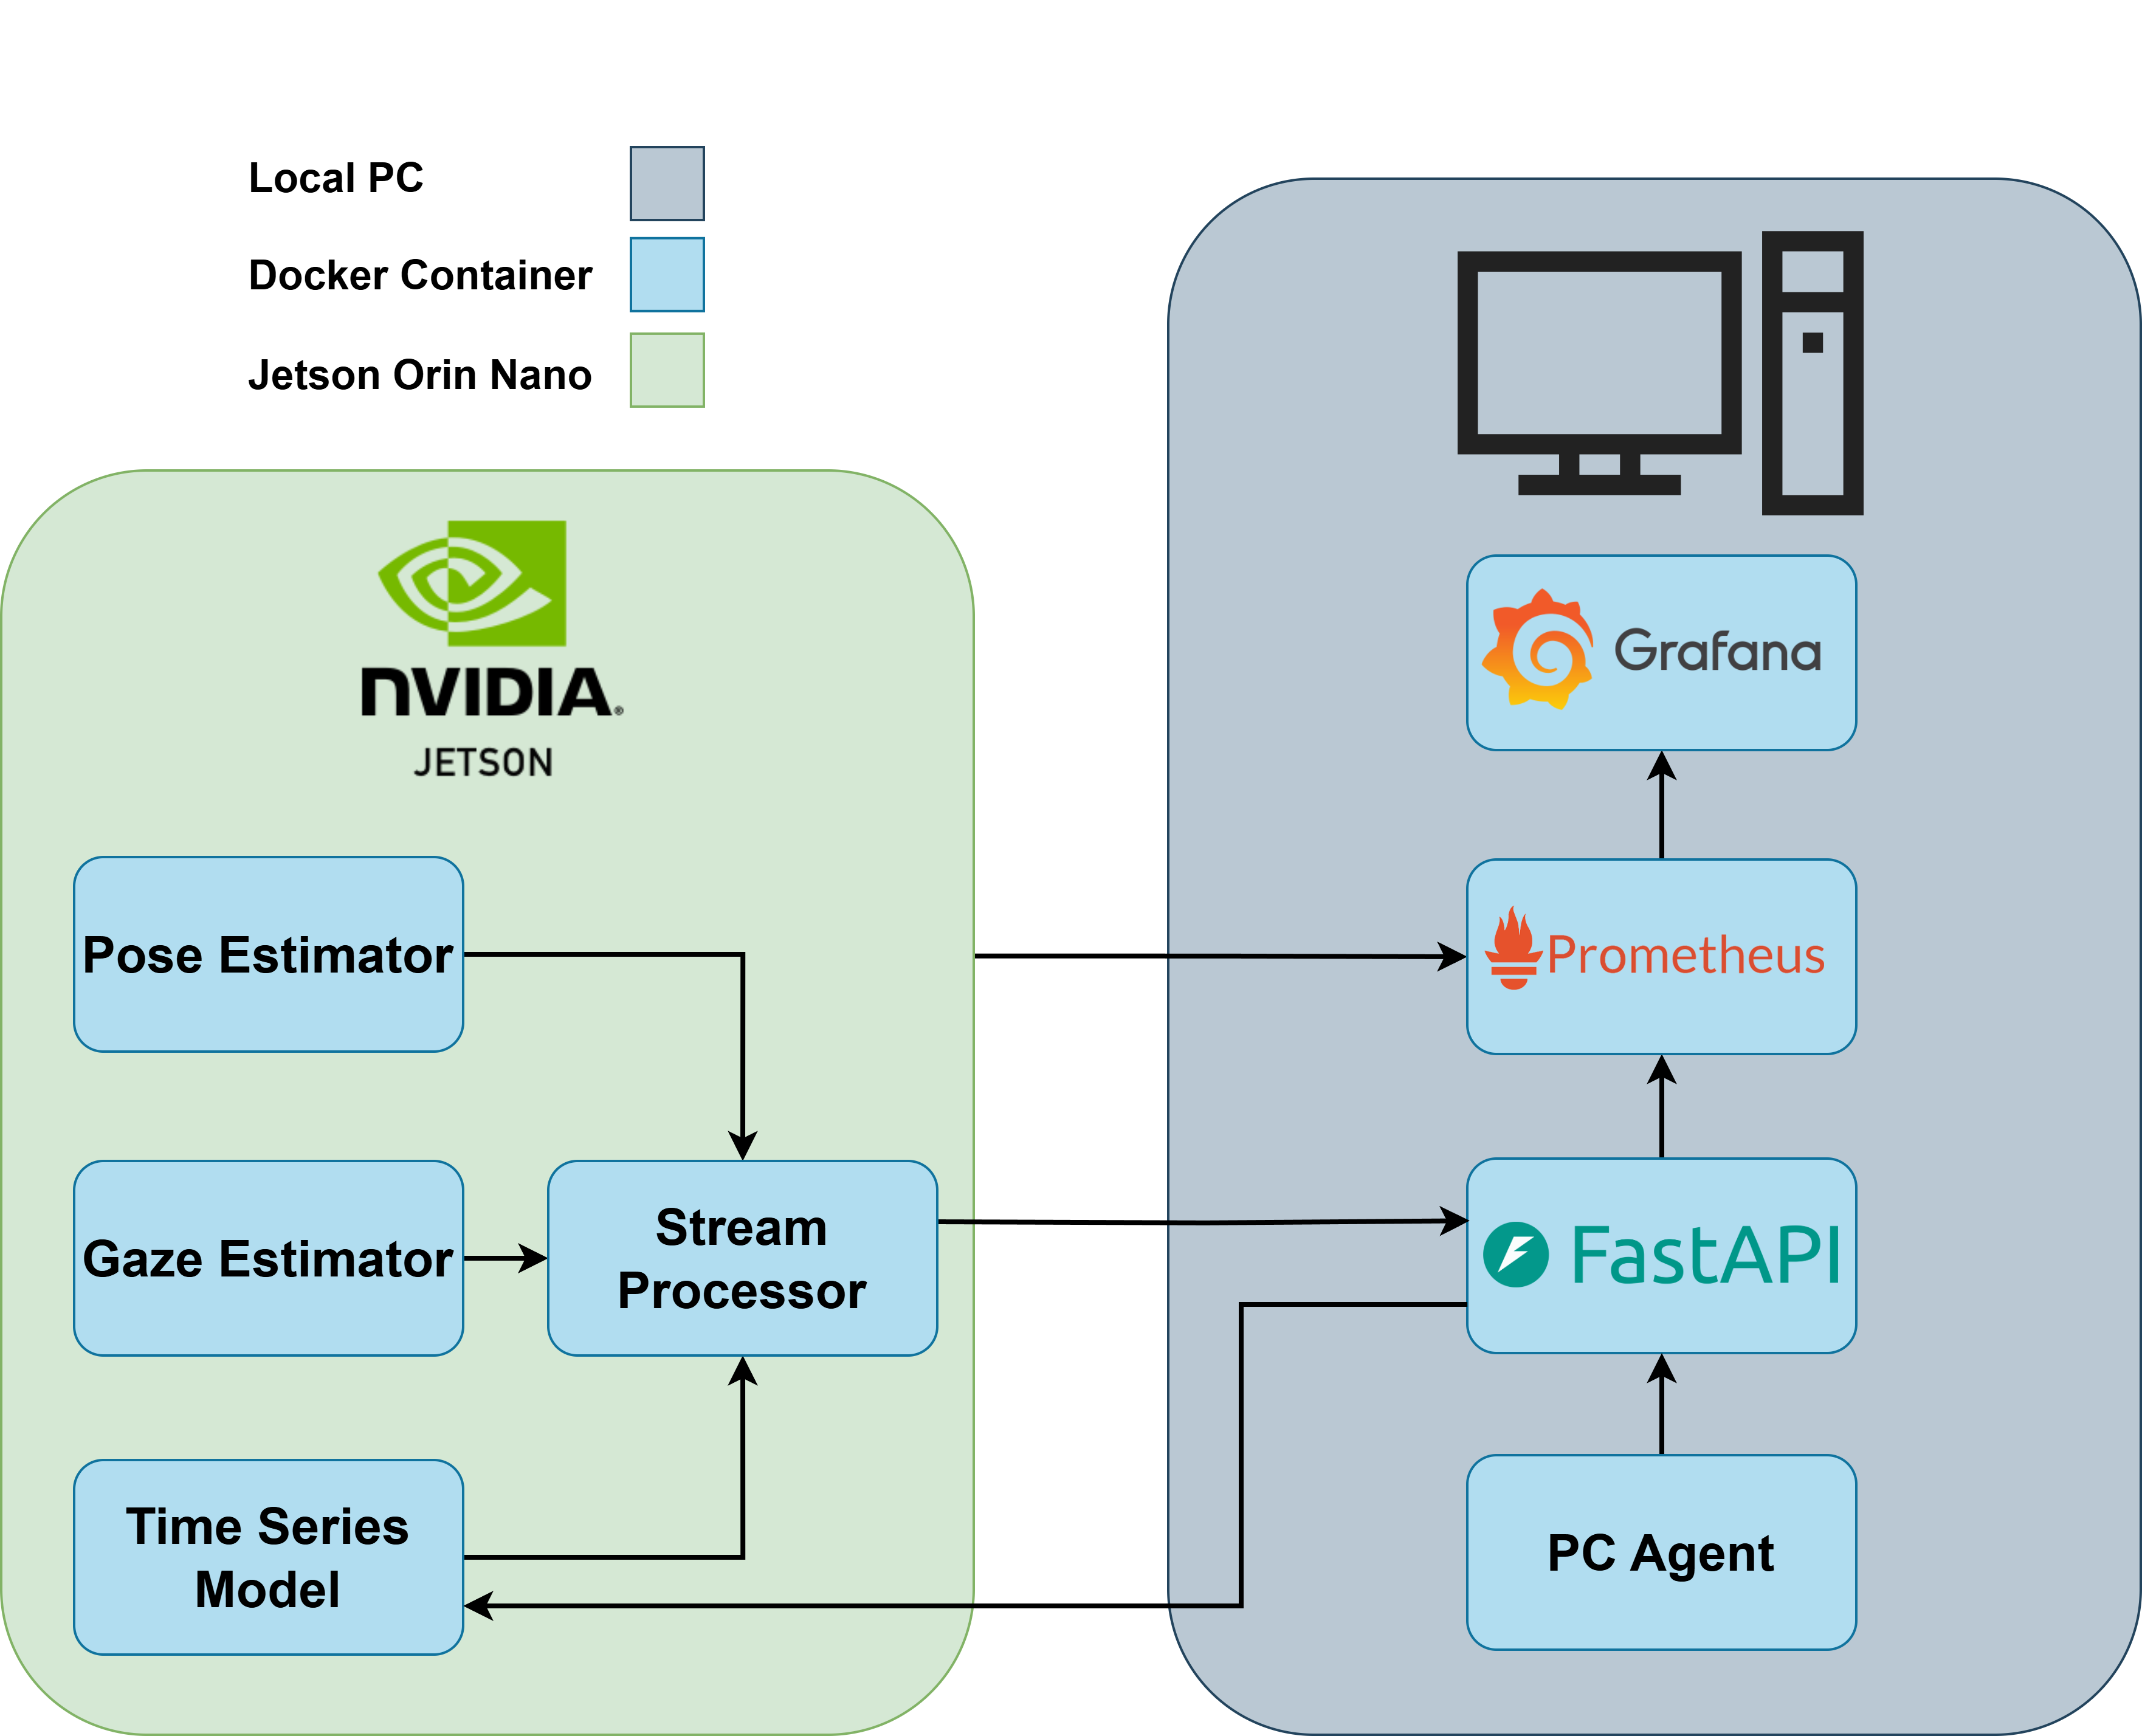 Local PC
Docker Container
Jetson Orin Nano
nVIDIA®
JETSON
Pose Estimator
Gaze Estimator
Stream
Processor
Time Series
Model
Grafana
Prometheus
FastAPI
PC Agent